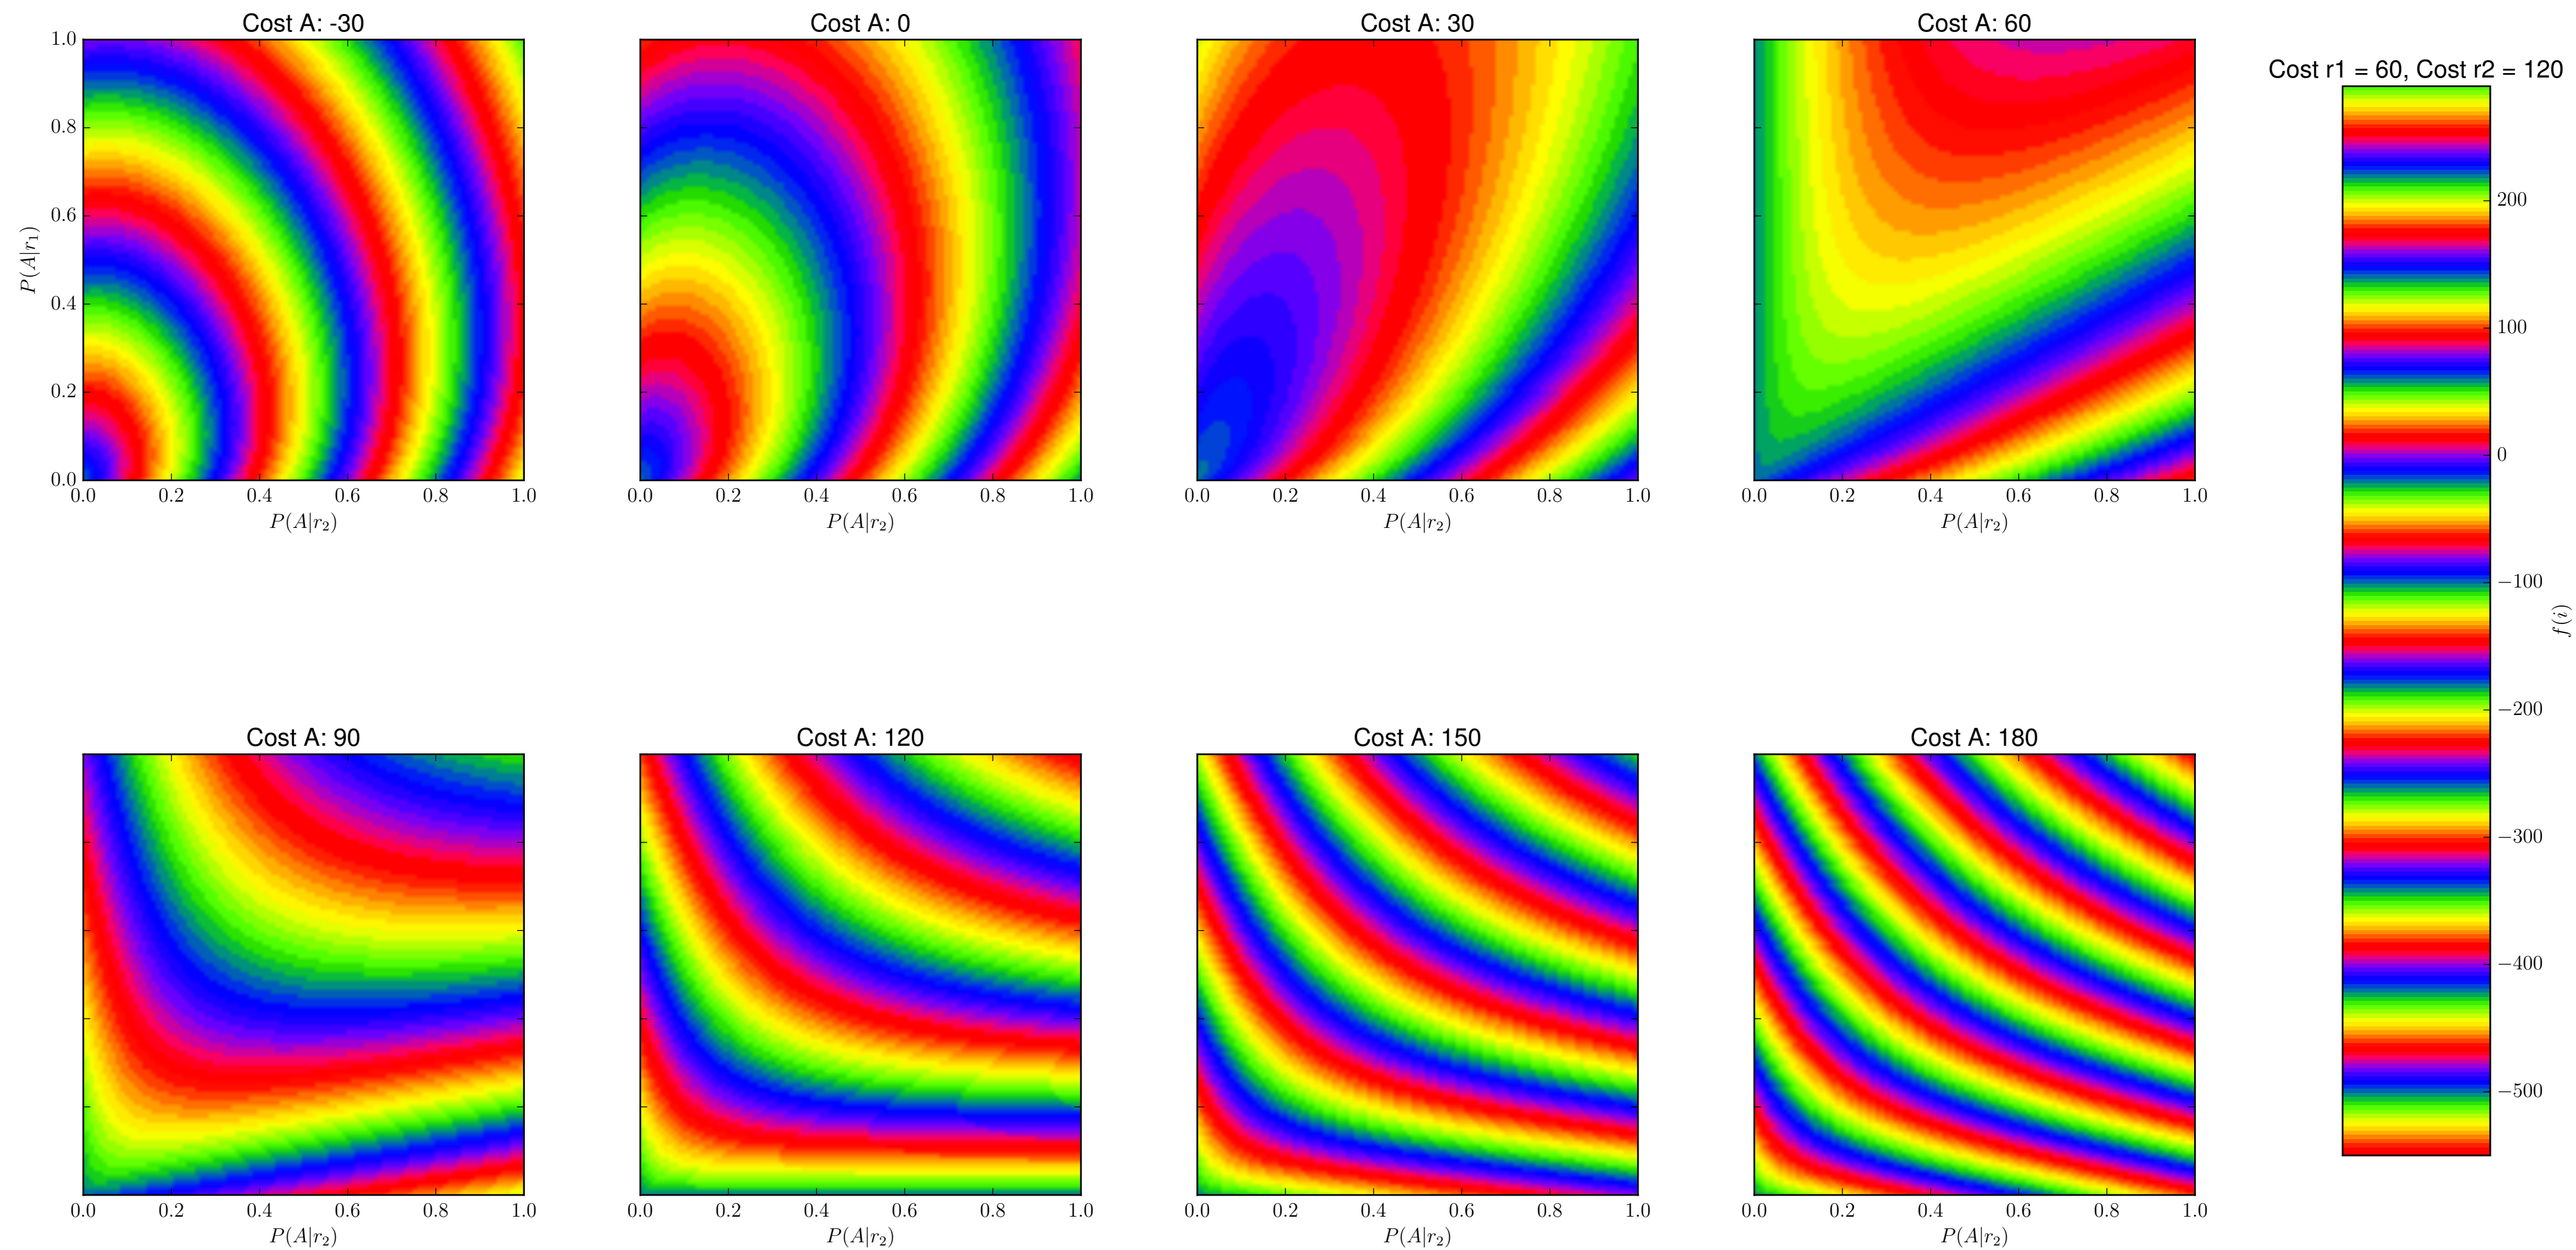 Cost A: -30
Cost A: 0
Cost A: 30
Cost A: 60
Cost r1 = 60, Cost r2 = 120
1.0
0.8
0.6
0.4
0.2
0.0
P(A|r₁)
0.0 0.2 0.4 0.6 0.8 1.0
0.0 0.2 0.4 0.6 0.8 1.0
0.0 0.2 0.4 0.6 0.8 1.0
0.0 0.2 0.4 0.6 0.8 1.0
P(A|r₂)
P(A|r₂)
P(A|r₂)
P(A|r₂)
Cost A: 90
Cost A: 120
Cost A: 150
Cost A: 180
0.0 0.2 0.4 0.6 0.8 1.0
0.0 0.2 0.4 0.6 0.8 1.0
0.0 0.2 0.4 0.6 0.8 1.0
0.0 0.2 0.4 0.6 0.8 1.0
P(A|r₂)
P(A|r₂)
P(A|r₂)
P(A|r₂)
200
100
0
−100
−200
−300
−400
−500
f(i)